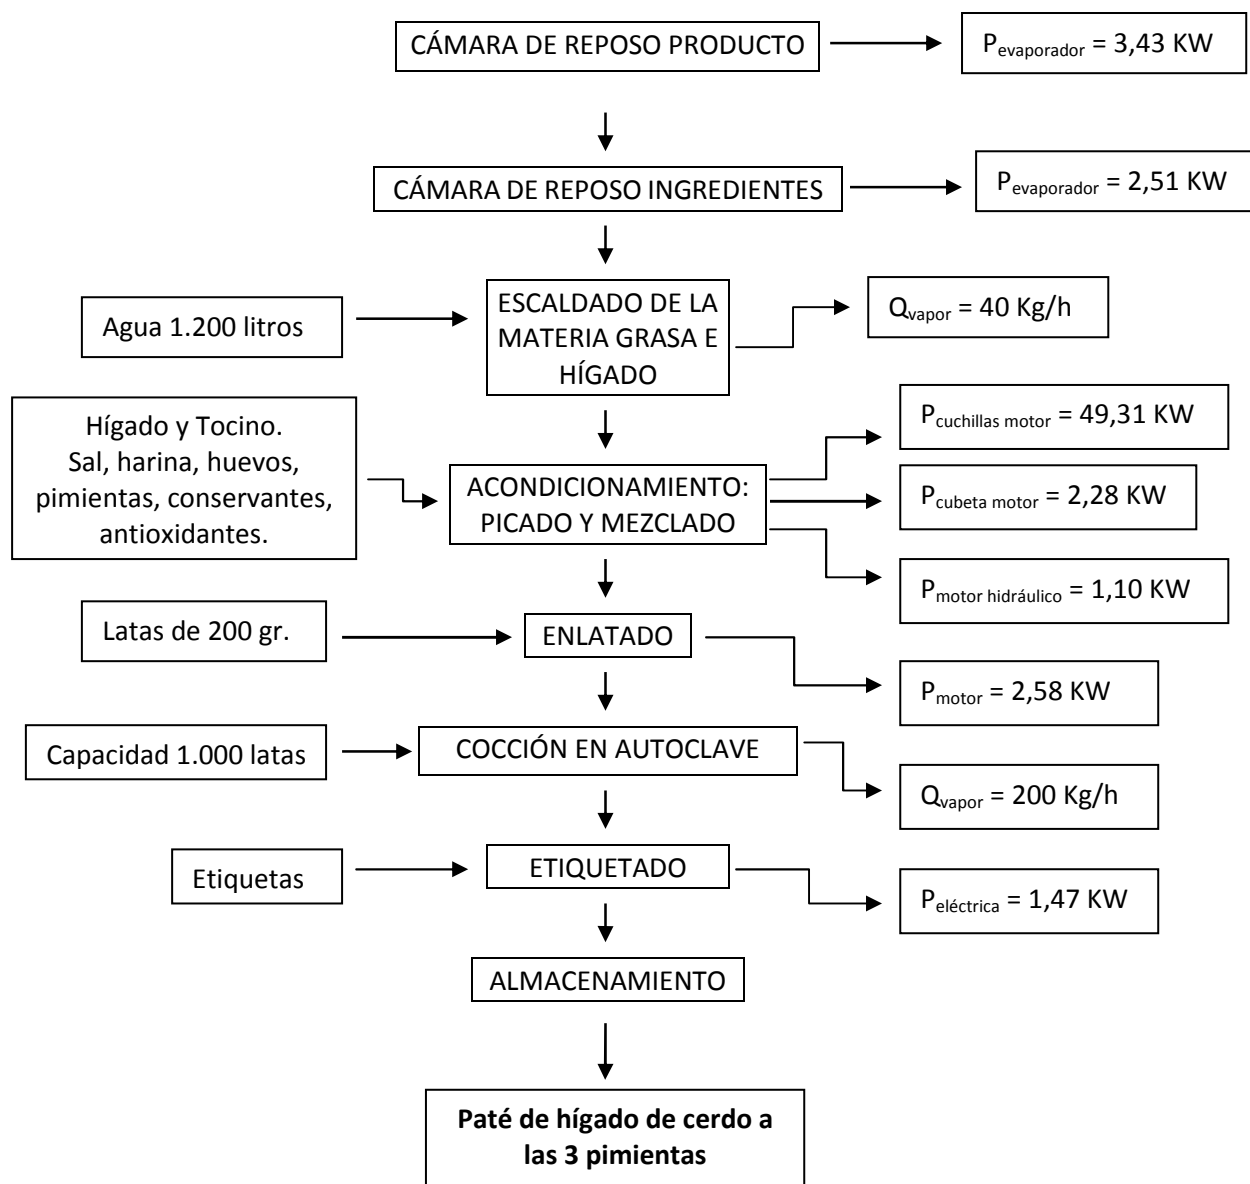 CÁMARA DE REPOSO PRODUCTO
Pevaporador = 3,43 KW
CÁMARA DE REPOSO INGREDIENTES
Pevaporador = 2,51 KW
Agua 1.200 litros
ESCALDADO DE LA
MATERIA GRASA E
HÍGADO
Qvapor = 40 Kg/h
Hígado y Tocino.
Sal, harina, huevos,
pimientas, conservantes,
antioxidantes.
ACONDICIONAMIENTO:
PICADO Y MEZCLADO
Pcuchillas motor = 49,31 KW
Pcubeta motor = 2,28 KW
Pmotor hidráulico = 1,10 KW
Latas de 200 gr.
ENLATADO
Pmotor = 2,58 KW
Capacidad 1.000 latas
COCCIÓN EN AUTOCLAVE
Qvapor = 200 Kg/h
Etiquetas
ETIQUETADO
Peléctrica = 1,47 KW
ALMACENAMIENTO
Paté de hígado de cerdo a
las 3 pimientas